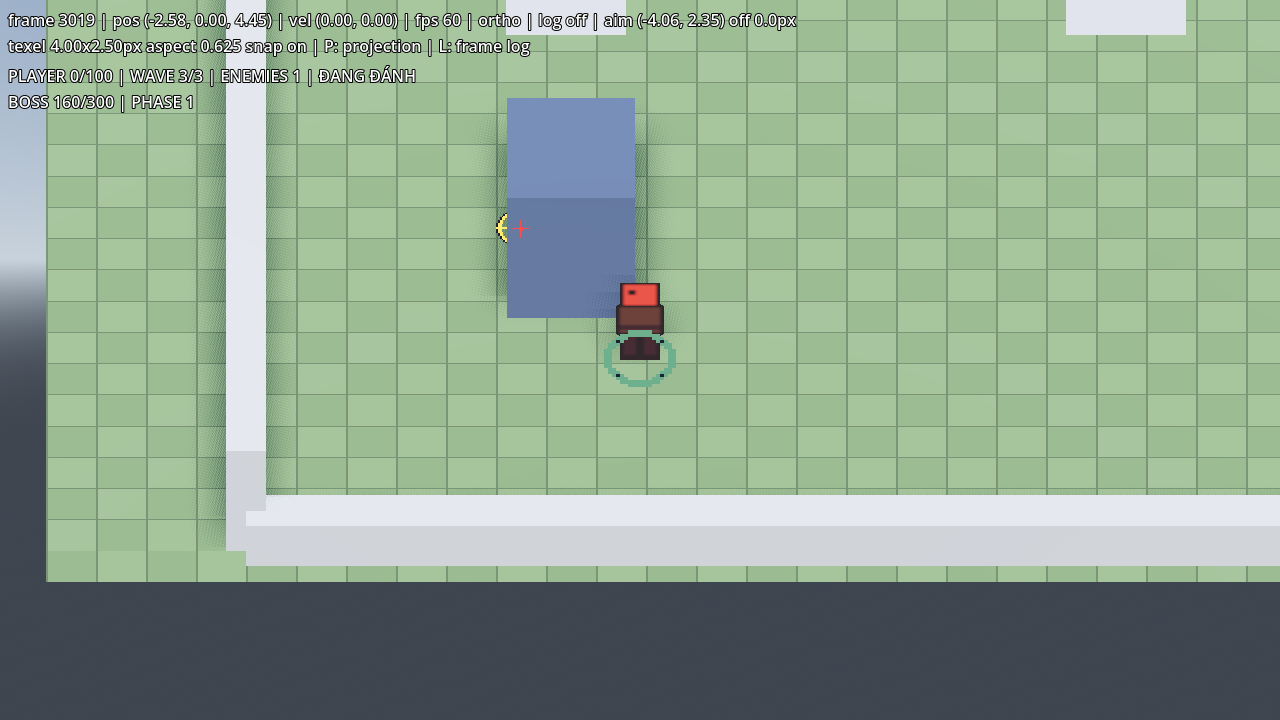 frame 3019 | pos (-2.58, 0.00, 4.45) | vel (0.00, 0.00) | fps 60 | ortho | log off | aim (-4.06, 2.35) off 0.0px
texel 4.00x2.50px aspect 0.625 snap on | P: projection | L: frame log
PLAYER 0/100 | WAVE 3/3 | ENEMIES 1 | ĐANG ĐÁNH
BOSS 160/300 | PHASE 1